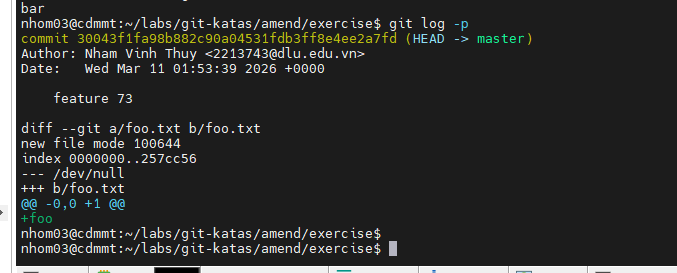 bar
nhom03@cdmmt:~/labs/git-katas/amend/exercise$ git log -p
commit 30043f1fa98b882c90a04531fdb3ff8e4ee2a7fd (HEAD -> master)
Author: Nham Vinh Thuy <2213743@dlu.edu.vn>
Date:   Wed Mar 11 01:53:39 2026 +0000

    feature 73

diff --git a/foo.txt b/foo.txt
new file mode 100644
index 0000000..257cc56
--- /dev/null
+++ b/foo.txt
@@ -0,0 +1 @@
+foo
nhom03@cdmmt:~/labs/git-katas/amend/exercise$
nhom03@cdmmt:~/labs/git-katas/amend/exercise$